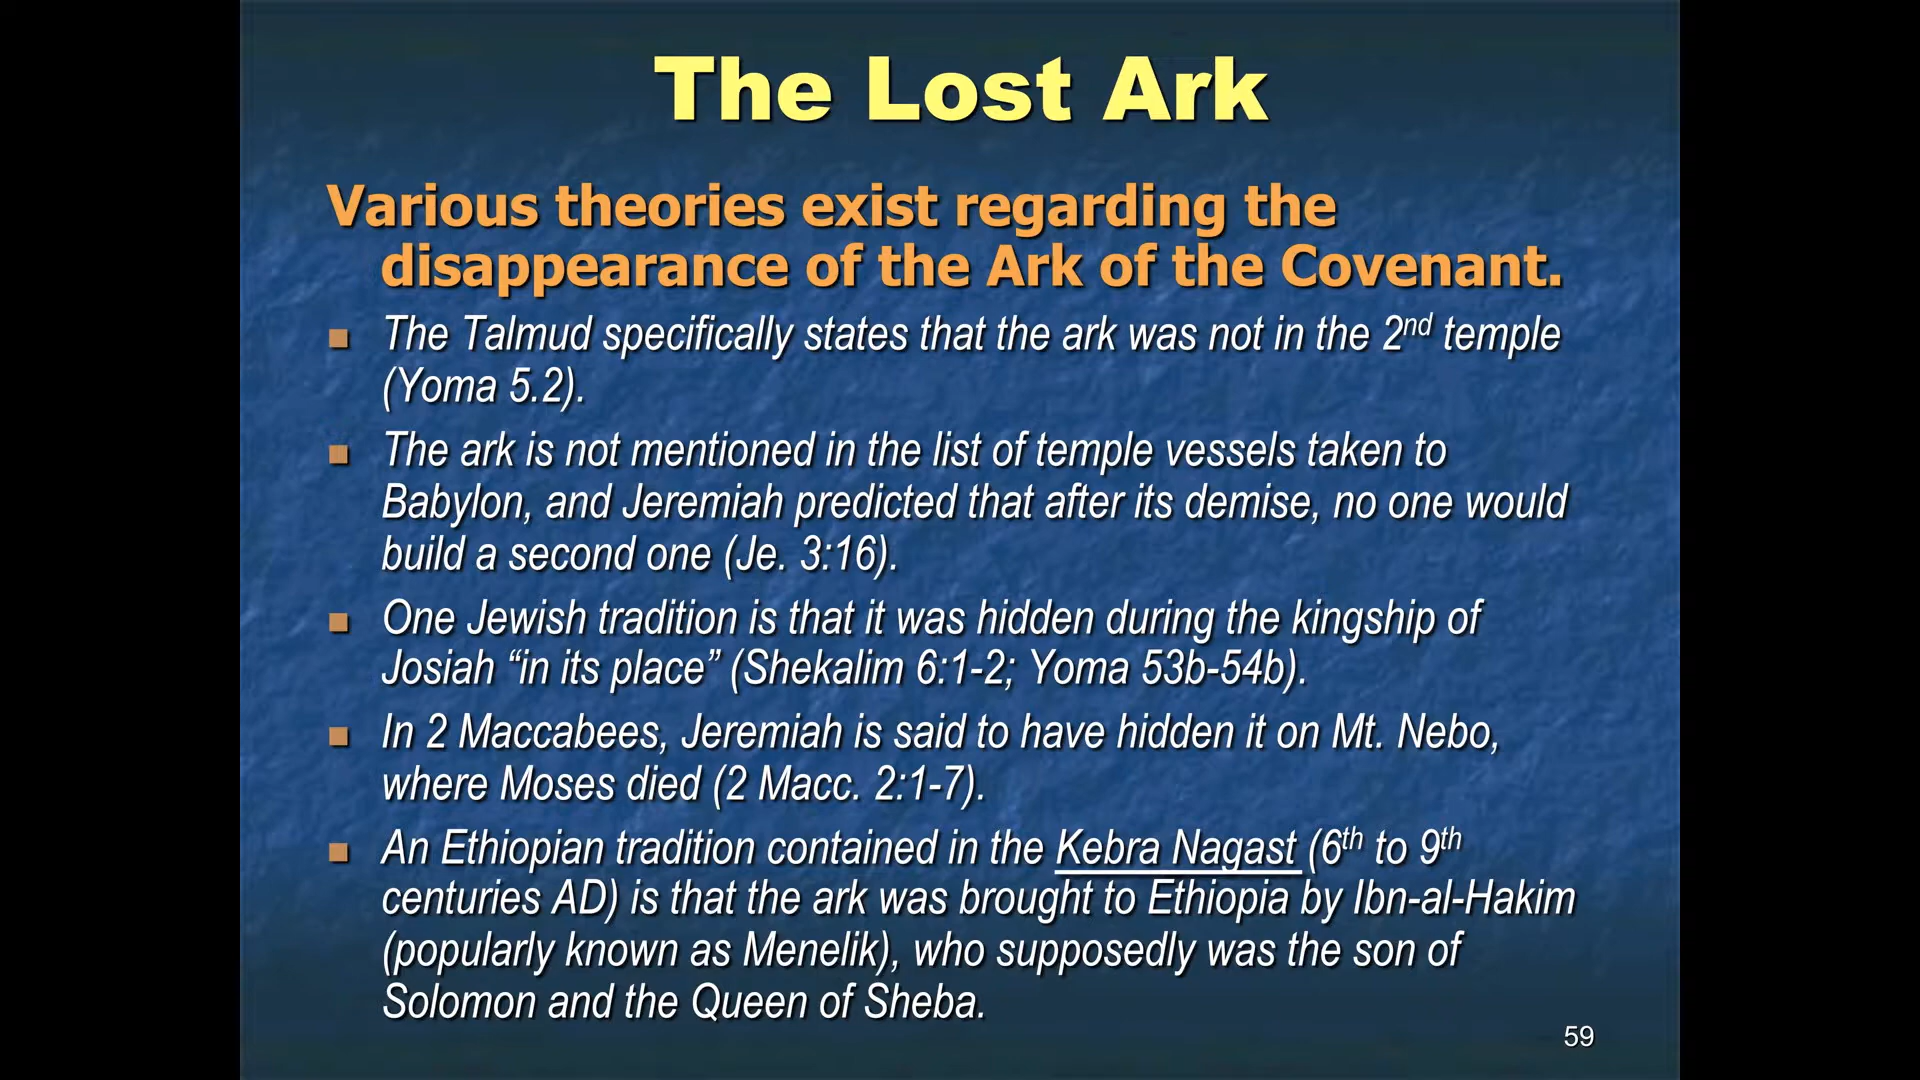 The Lost Ark
Various theories exist regarding the
disappearance of the Ark of the Covenant.
■ The Talmud specifically states that the ark was not in the 2nd temple
(Yoma 5.2).
■ The ark is not mentioned in the list of temple vessels taken to
Babylon, and Jeremiah predicted that after its demise, no one would
build a second one (Je. 3:16).
■ One Jewish tradition is that it was hidden during the kingship of
Josiah “in its place” (Shekalim 6:1-2; Yoma 53b-54b).
■ In 2 Maccabees, Jeremiah is said to have hidden it on Mt. Nebo,
where Moses died (2 Macc. 2:1-7).
■ An Ethiopian tradition contained in the Kebra Nagast (6th to 9th
centuries AD) is that the ark was brought to Ethiopia by Ibn-al-Hakim
(popularly known as Menelik), who supposedly was the son of
Solomon and the Queen of Sheba.
59